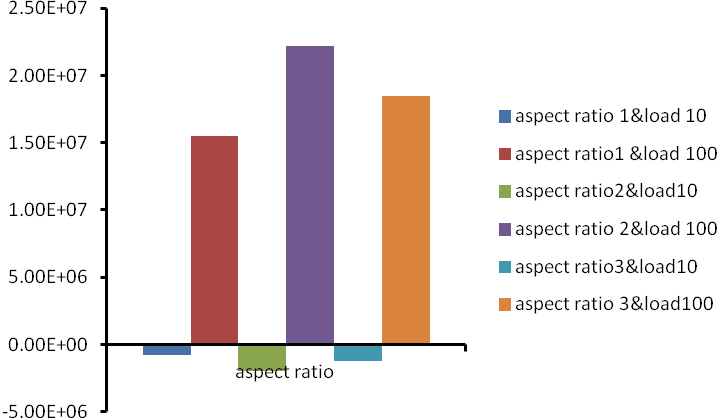 2.50E+07
2.00E+07
1.50E+07
1.00E+07
5.00E+06
0.00E+00
-5.00E+06
aspect ratio
aspect ratio 1&load 10
aspect ratio1 &load 100
aspect ratio2&load10
aspect ratio 2&load 100
aspect ratio3&load10
aspect ratio 3&load100